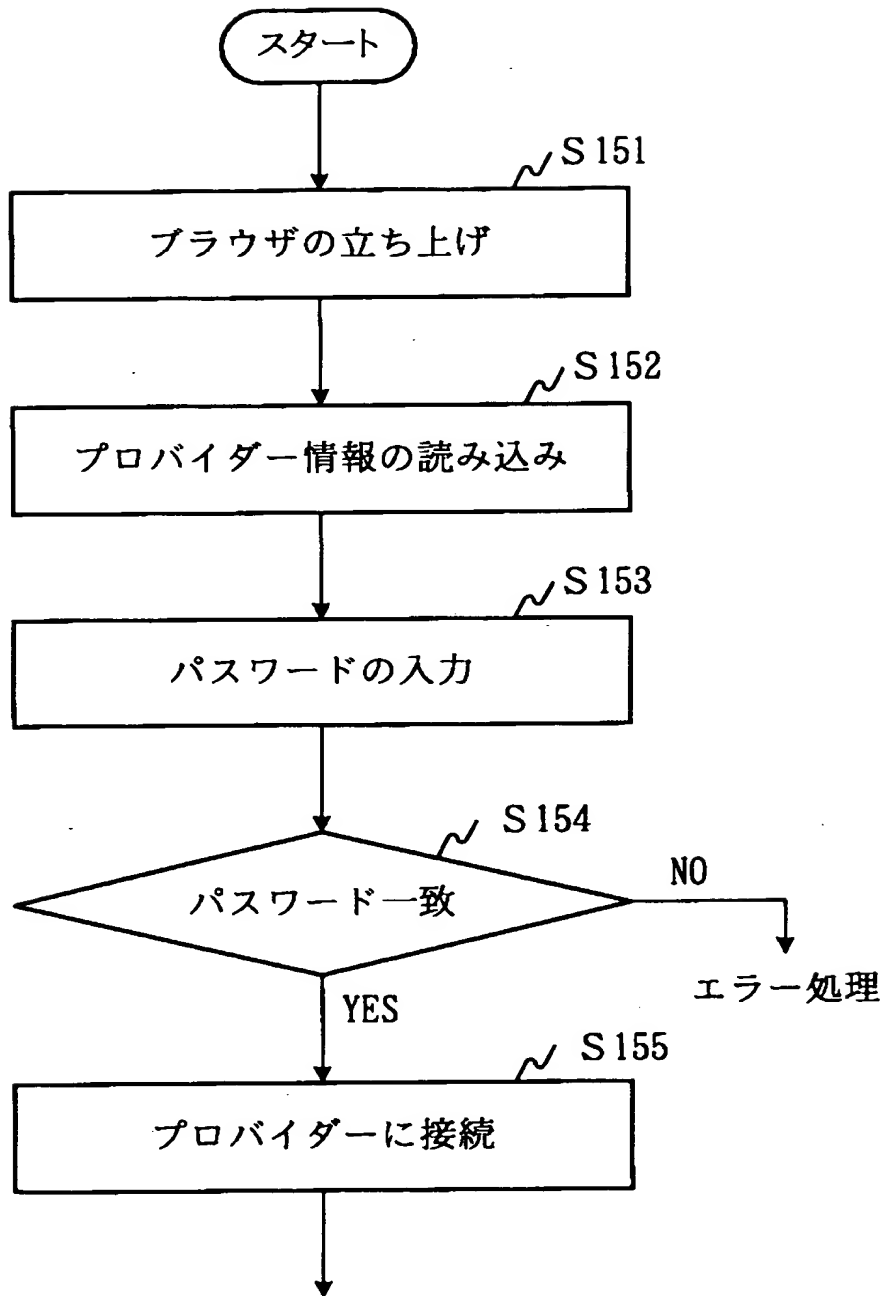 スタート
S151
ブラウザの立ち上げ
S152
プロバイダー情報の読み込み
S153
パスワードの入力
S154
パスワード一致
NO
エラー処理
YES
S155
プロバイダーに接続